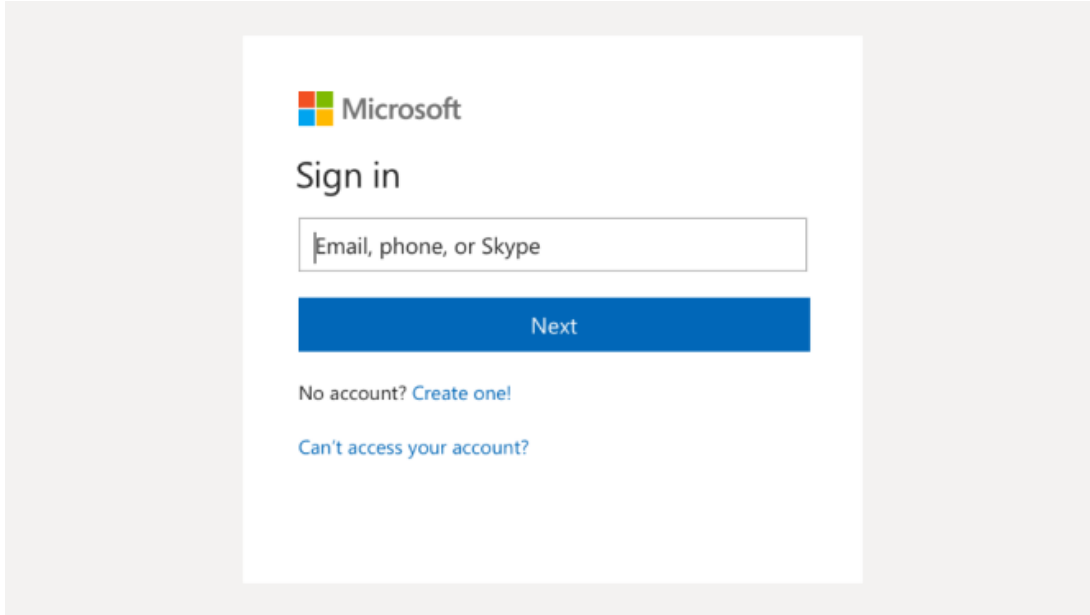 Microsoft
Sign in
Email, phone, or Skype
Next
No account? Create one!
Can't access your account?